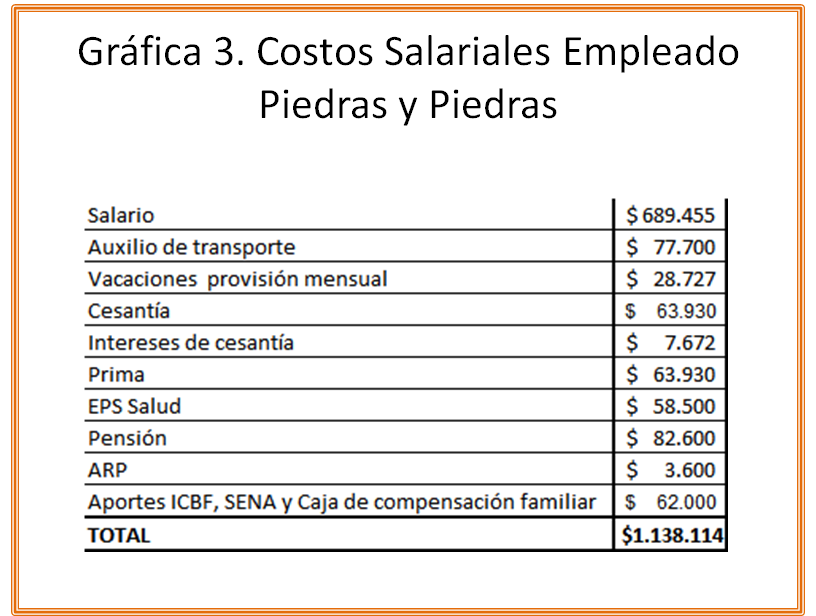 Gráfica 3. Costos Salariales Empleado
Piedras y Piedras
Salario $ 689.455
Auxilio de transporte $ 77.700
Vacaciones provisión mensual $ 28.727
Cesantía $ 63.930
Intereses de cesantía $ 7.672
Prima $ 63.930
EPS Salud $ 58.500
Pensión $ 82.600
ARP $ 3.600
Aportes ICBF, SENA y Caja de compensación familiar $ 62.000
TOTAL $1.138.114